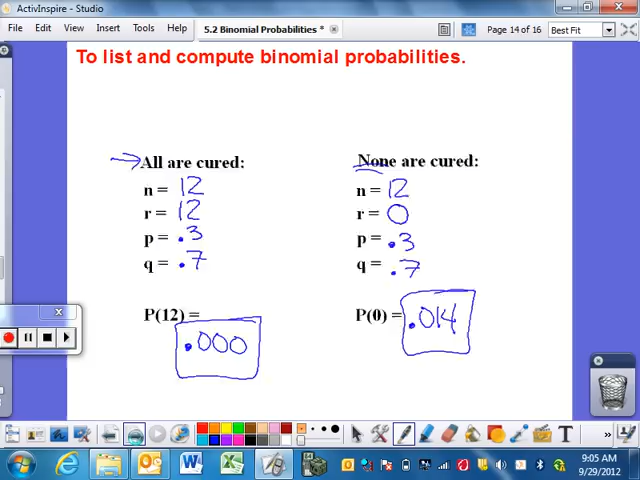 ActivInspire - Studio
File Edit View Insert Tools Help
5.2 Binomial Probabilities *
Page 14 of 16
Best Fit
To list and compute binomial probabilities.
All are cured:
n = 12
r = 12
p = .3
q = .7
P(12) =
.000
None are cured:
n = 12
r = 0
p = .3
q = .7
P(0) = .014
9:05 AM
9/29/2012